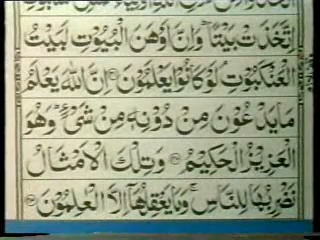 اتَّخَذَتْ بَيْتًا ؕ وَاِنَّ اَوْهَنَ الْبُيُوْتِ لَبَيْتُ
الْعَنْكَبُوْتِ ۘ لَوْ كَانُوْا يَعْلَمُوْنَ ۝ اِنَّ اللّٰهَ يَعْلَمُ
مَا يَدْعُوْنَ مِنْ دُوْنِهٖ مِنْ شَيْءٍ ؕ وَهُوَ
الْعَزِيْزُ الْحَكِيْمُ ۝ وَتِلْكَ الْاَمْثَالُ
نَضْرِبُهَا لِلنَّاسِ ۚ وَمَا يَعْقِلُهَآ اِلَّا الْعٰلِمُوْنَ ۝